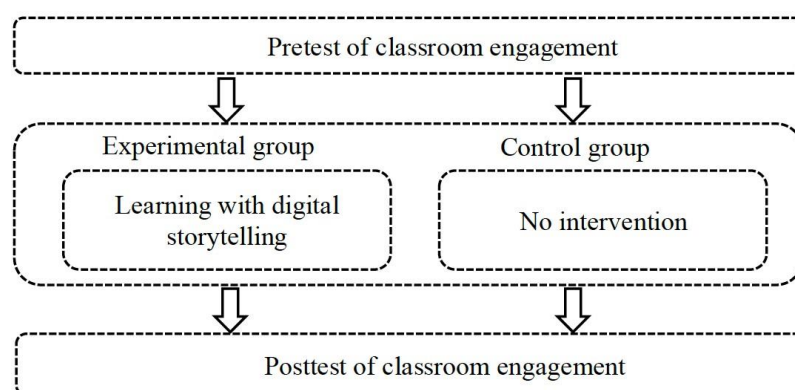 Pretest of classroom engagement
Experimental group
Control group
Learning with digital
storytelling
No intervention
Posttest of classroom engagement